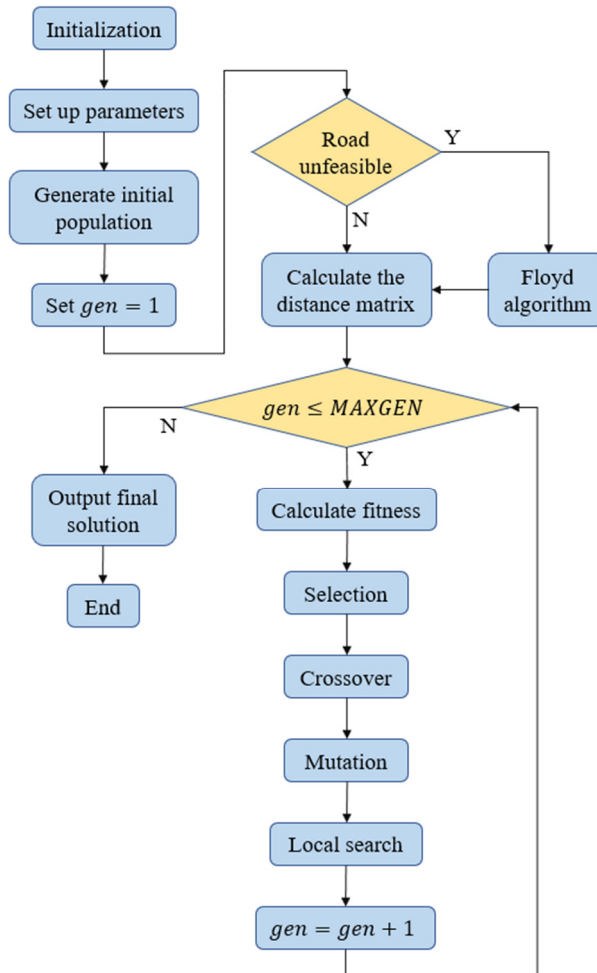 Initialization
Set up parameters
Generate initial
population
Set gen = 1
Road
unfeasible
Y
N
Calculate the
distance matrix
Floyd
algorithm
gen ≤ MAXGEN
N
Y
Output final
solution
End
Calculate fitness
Selection
Crossover
Mutation
Local search
gen = gen + 1